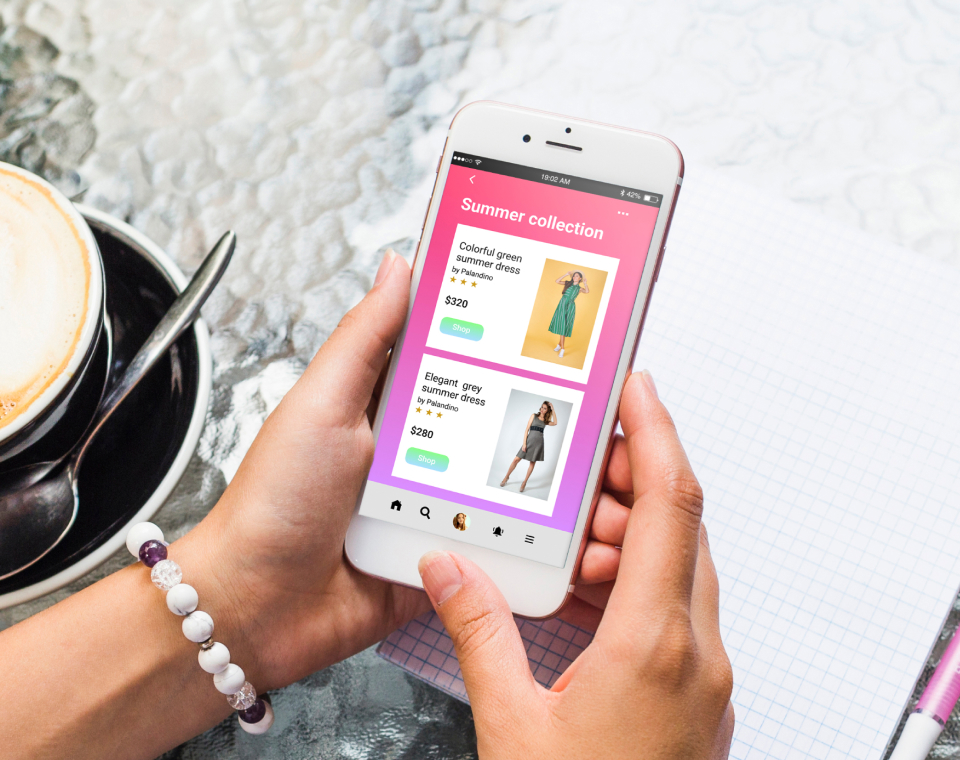 19:02 AM
42%
Summer collection
Colorful green
summer dress
by Palandino
$320
Shop
Elegant grey
summer dress
by Palandino
$280
Shop